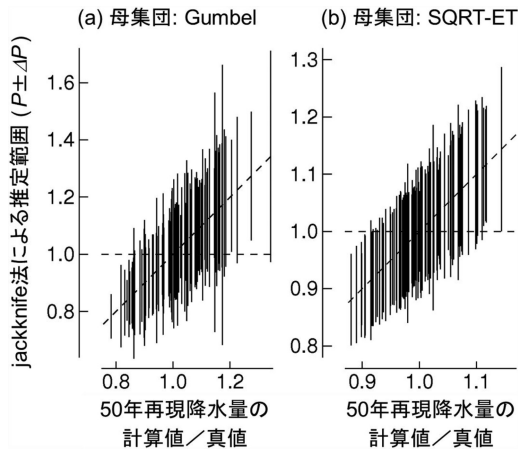 (a) 母集団: Gumbel
(b) 母集団: SQRT-ET
jackknife法による推定範囲 (P±ΔP)
1.6
1.4
1.2
1.0
0.8
1.3
1.2
1.1
1.0
0.9
0.8
0.8 1.0 1.2
0.9 1.0 1.1
50年再現降水量の
計算値／真値
50年再現降水量の
計算値／真値